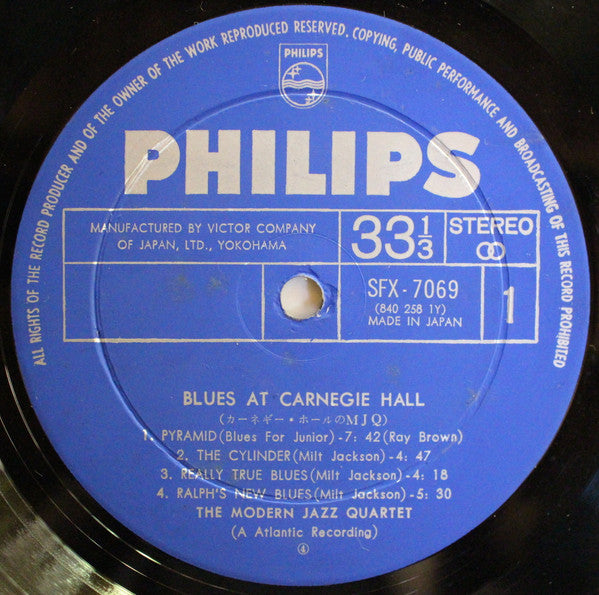 ALL RIGHTS OF THE RECORD PRODUCER AND OF THE OWNER OF THE WORK REPRODUCED RESERVED. COPYING, PUBLIC PERFORMANCE AND BROADCASTING OF THIS RECORD PROHIBITED
PHILIPS
PHILIPS
MANUFACTURED BY VICTOR COMPANY
OF JAPAN, LTD., YOKOHAMA
33 1/3
STEREO
SFX-7069
(840 258 1Y)
MADE IN JAPAN
1
BLUES AT CARNEGIE HALL
(カーネギー・ホールのMJQ)
1. PYRAMID (Blues For Junior)-7: 42 (Ray Brown)
2. THE CYLINDER (Milt Jackson)-4: 47
3. REALLY TRUE BLUES (Milt Jackson)-4: 18
4. RALPH'S NEW BLUES (Milt Jackson)-5: 30
THE MODERN JAZZ QUARTET
(A Atlantic Recording)
④